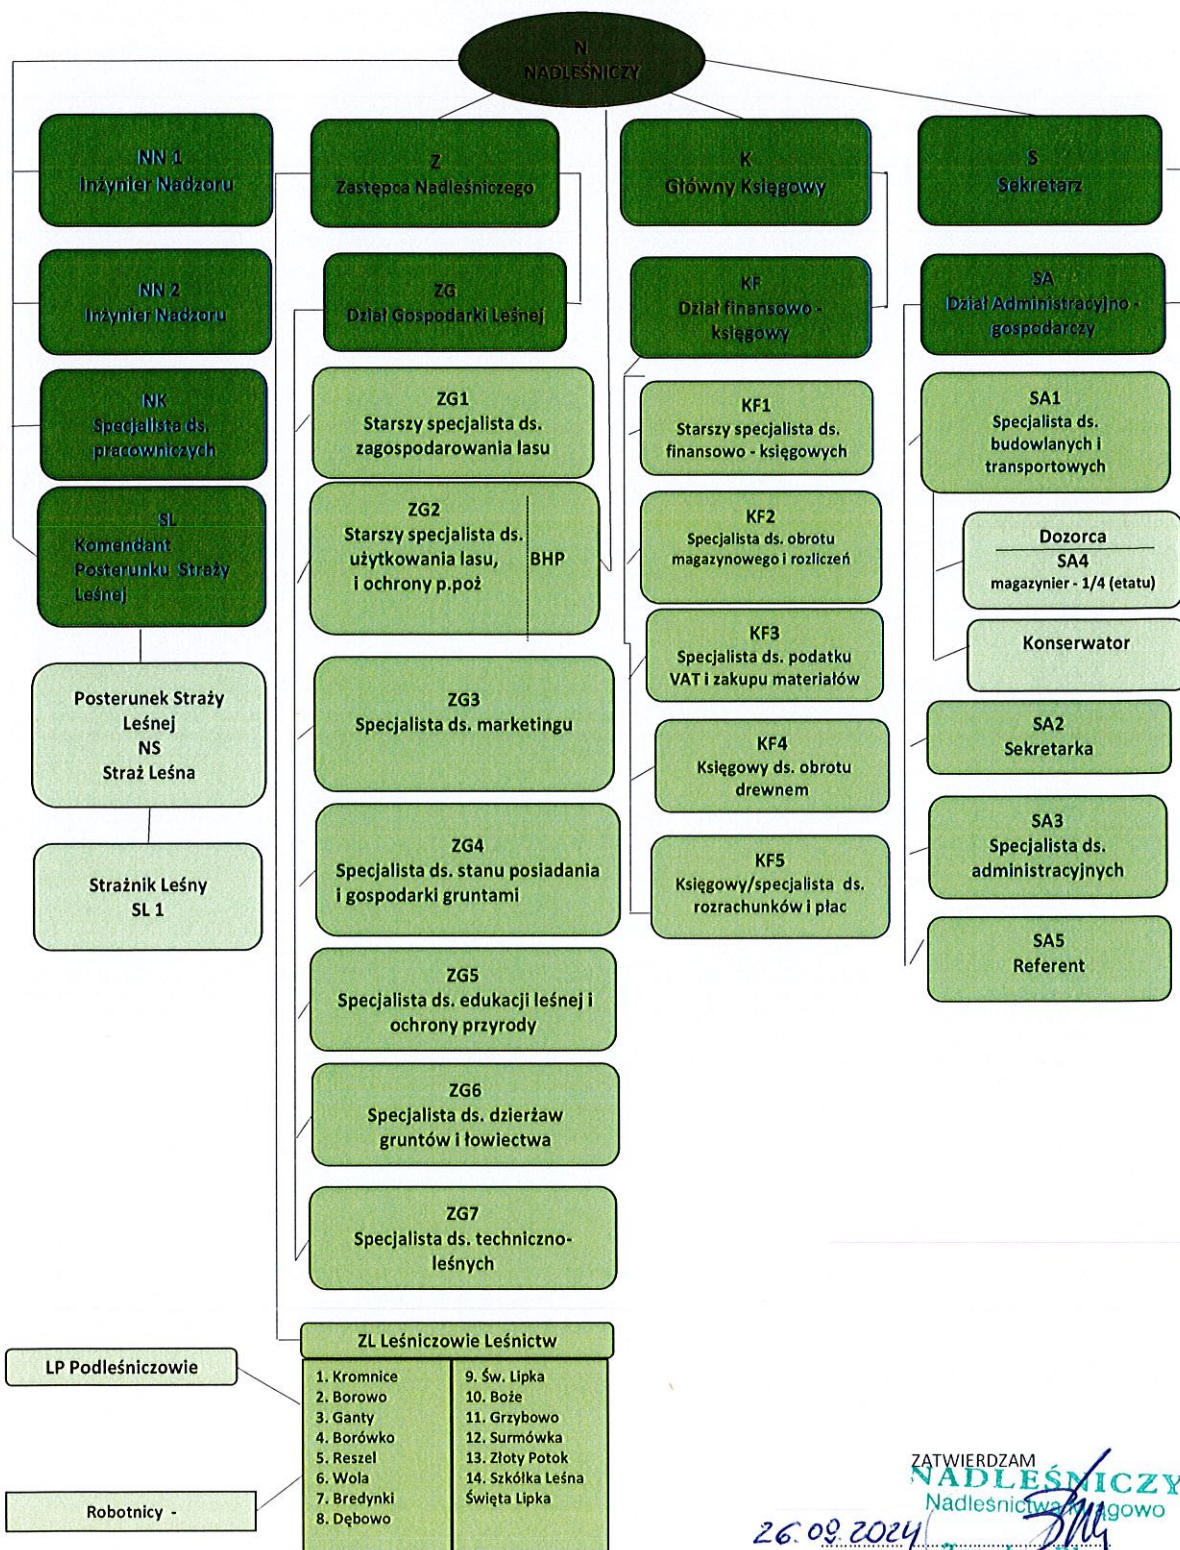 N
NADLEŚNICZY
NN 1
Inżynier Nadzoru
Z
Zastępca Nadleśniczego
K
Główny Księgowy
S
Sekretarz
NN 2
Inżynier Nadzoru
ZG
Dział Gospodarki Leśnej
KF
Dział finansowo -
księgowy
SA
Dział Administracyjno -
gospodarczy
NK
Specjalista ds.
pracowniczych
SL
Komendant
Posterunku Straży
Leśnej
Posterunek Straży
Leśnej
NS
Straż Leśna
Strażnik Leśny
SL 1
ZG1
Starszy specjalista ds.
zagospodarowania lasu
ZG2
Starszy specjalista ds.
użytkowania lasu,
i ochrony p.poż
BHP
ZG3
Specjalista ds. marketingu
ZG4
Specjalista ds. stanu posiadania
i gospodarki gruntami
ZG5
Specjalista ds. edukacji leśnej i
ochrony przyrody
ZG6
Specjalista ds. dzierżaw
gruntów i łowiectwa
ZG7
Specjalista ds. techniczno-
leśnych
KF1
Starszy specjalista ds.
finansowo - księgowych
KF2
Specjalista ds. obrotu
magazynowego i rozliczeń
KF3
Specjalista ds. podatku
VAT i zakupu materiałów
KF4
Księgowy ds. obrotu
drewnem
KF5
Księgowy/specjalista ds.
rozrachunków i płac
SA1
Specjalista ds.
budowlanych i
transportowych
Dozorca
SA4
magazynier - 1/4 (etatu)
Konserwator
SA2
Sekretarka
SA3
Specjalista ds.
administracyjnych
SA5
Referent
LP Podleśniczowie
Robotnicy -
ZL Leśniczowie Leśnictw
1. Kromnice
2. Borowo
3. Ganty
4. Borówko
5. Reszel
6. Wola
7. Bredynki
8. Dębowo
9. Św. Lipka
10. Boże
11. Grzybowo
12. Surmówka
13. Złoty Potok
14. Szkółka Leśna
Święta Lipka
ZATWIERDZAM
NADLEŚNICZY
Nadleśnictwa Mrągowo
26.09.2024